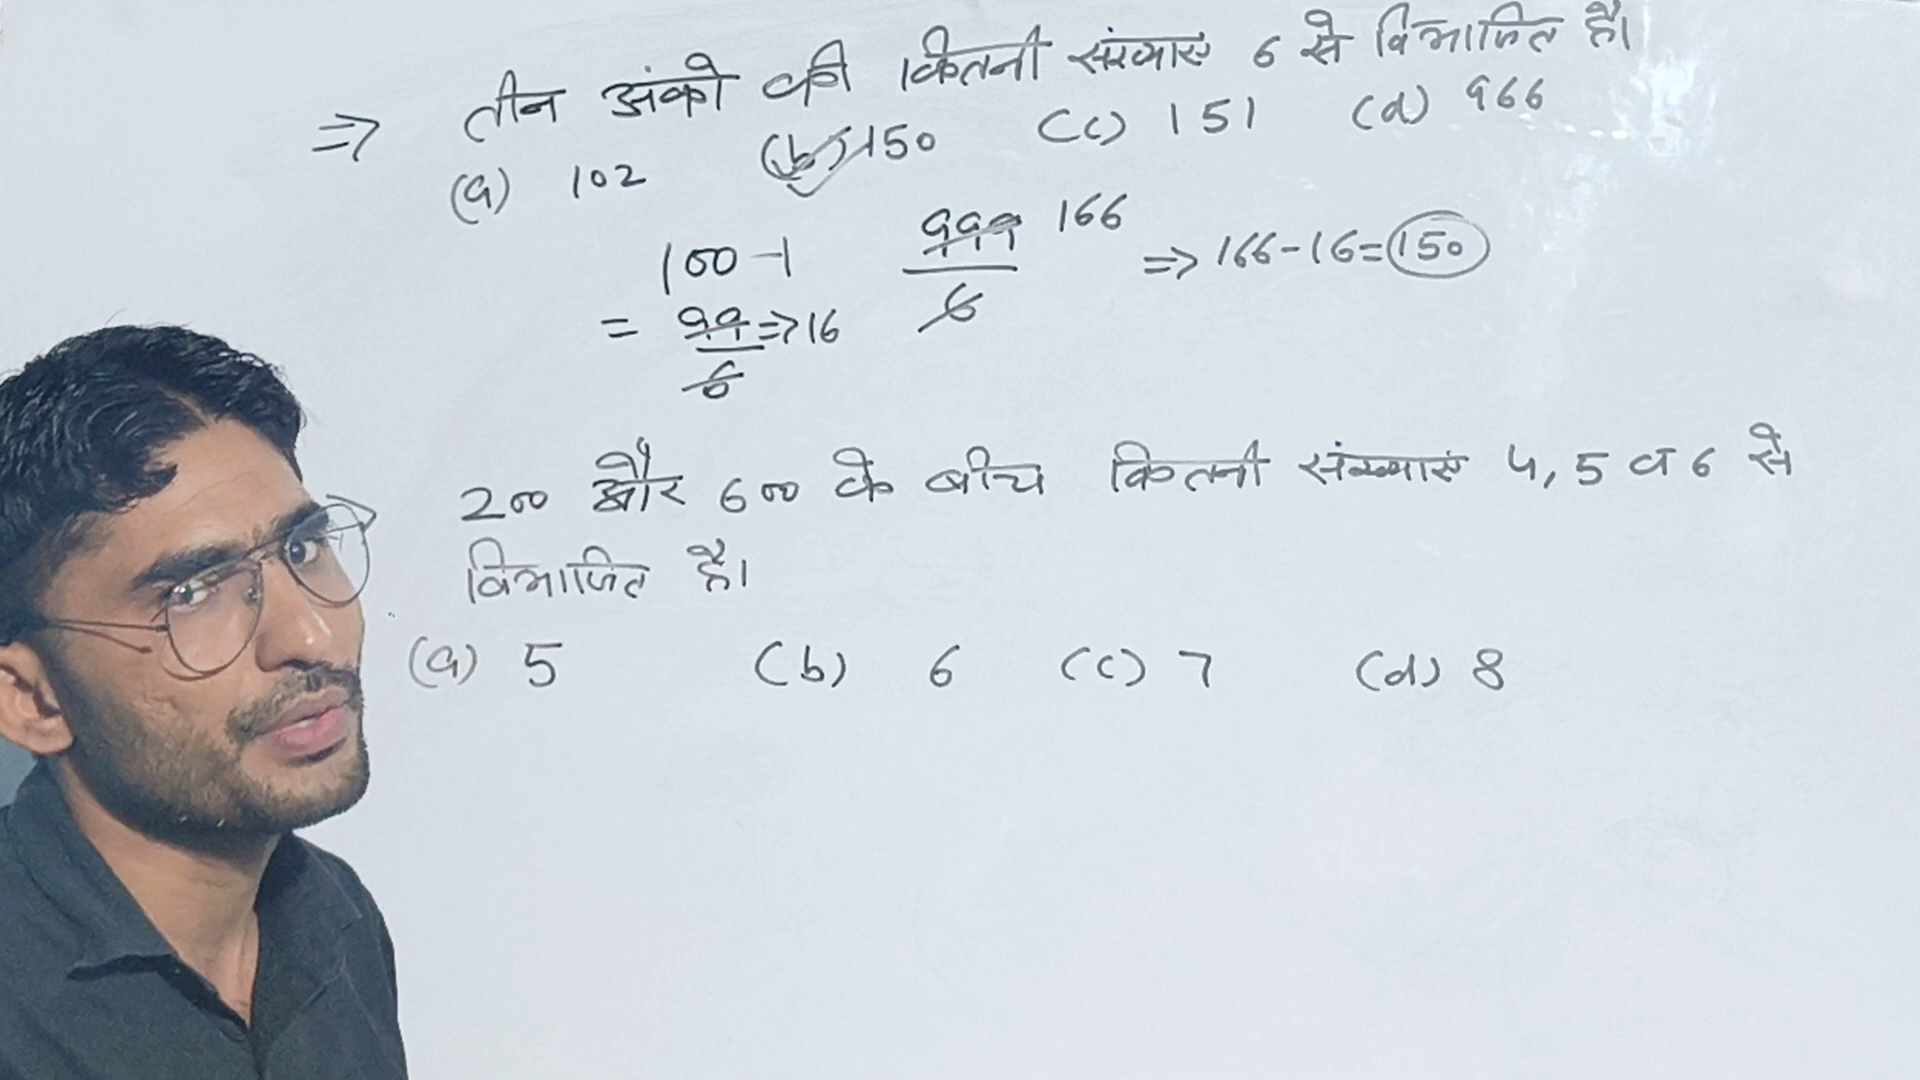 ⇒ तीन अंको की कितनी संख्याएं 6 से विभाजित है।
(a) 102 (b) 150 (c) 151 (d) 966
100-1 999 166 ⇒ 166-16=150
= 99 ⇒ 16 6
6
→ 200 और 600 के बीच कितनी संख्याएं 4, 5 व 6 से
विभाजित है।
(a) 5 (b) 6 (c) 7 (d) 8